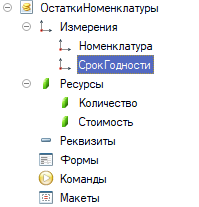 ОстаткиНоменклатуры
Измерения
Номенклатура
СрокГодности
Ресурсы
Количество
Стоимость
Реквизиты
Формы
Команды
Макеты